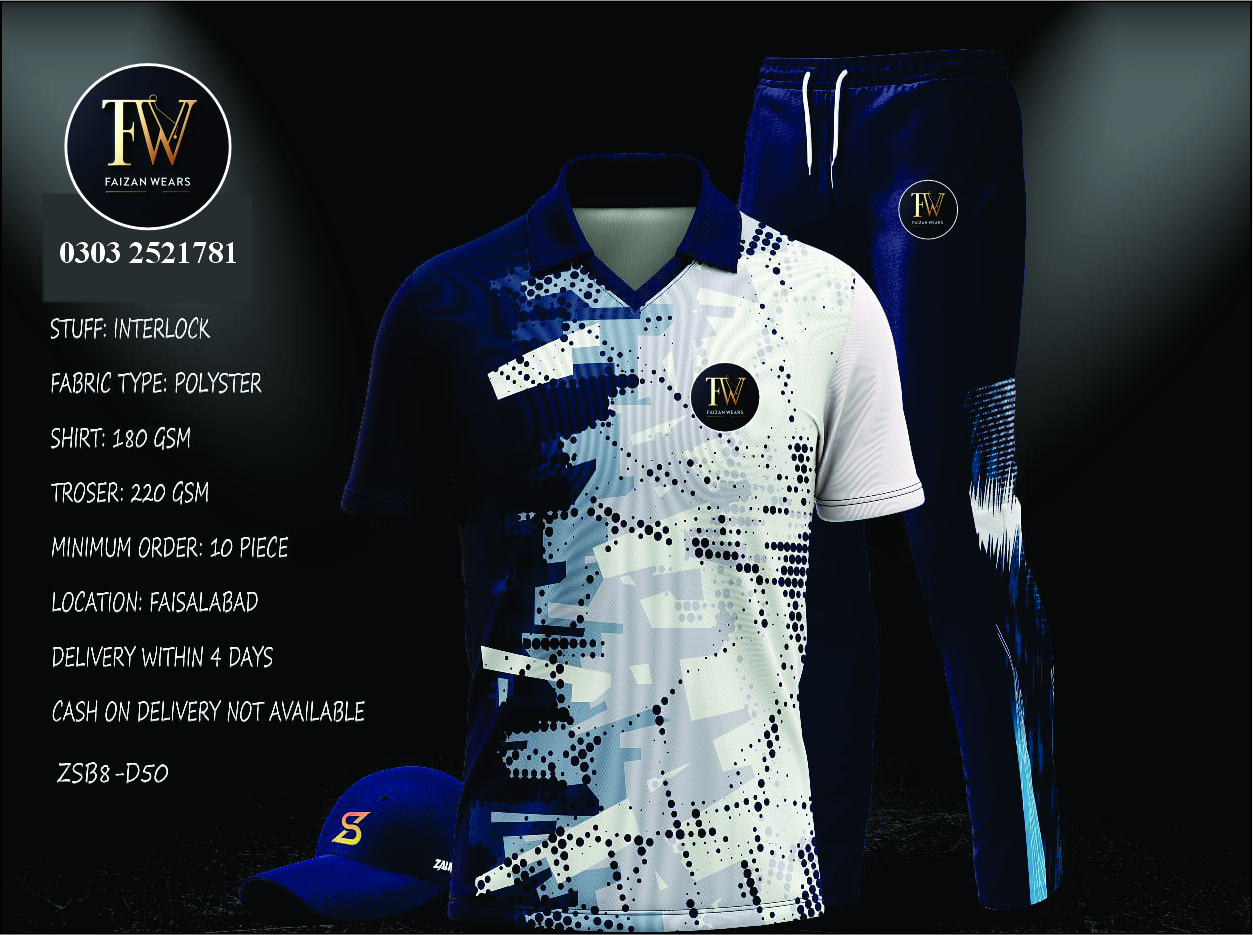 FW
FAIZAN WEARS
0303 2521781
STUFF: INTERLOCK
FABRIC TYPE: POLYSTER
SHIRT: 180 GSM
TROSER: 220 GSM
MINIMUM ORDER: 10 PIECE
LOCATION: FAISALABAD
DELIVERY WITHIN 4 DAYS
CASH ON DELIVERY NOT AVAILABLE
ZSB8-D50
FW
FAIZAN WEARS
FW
FAIZAN WEARS
S